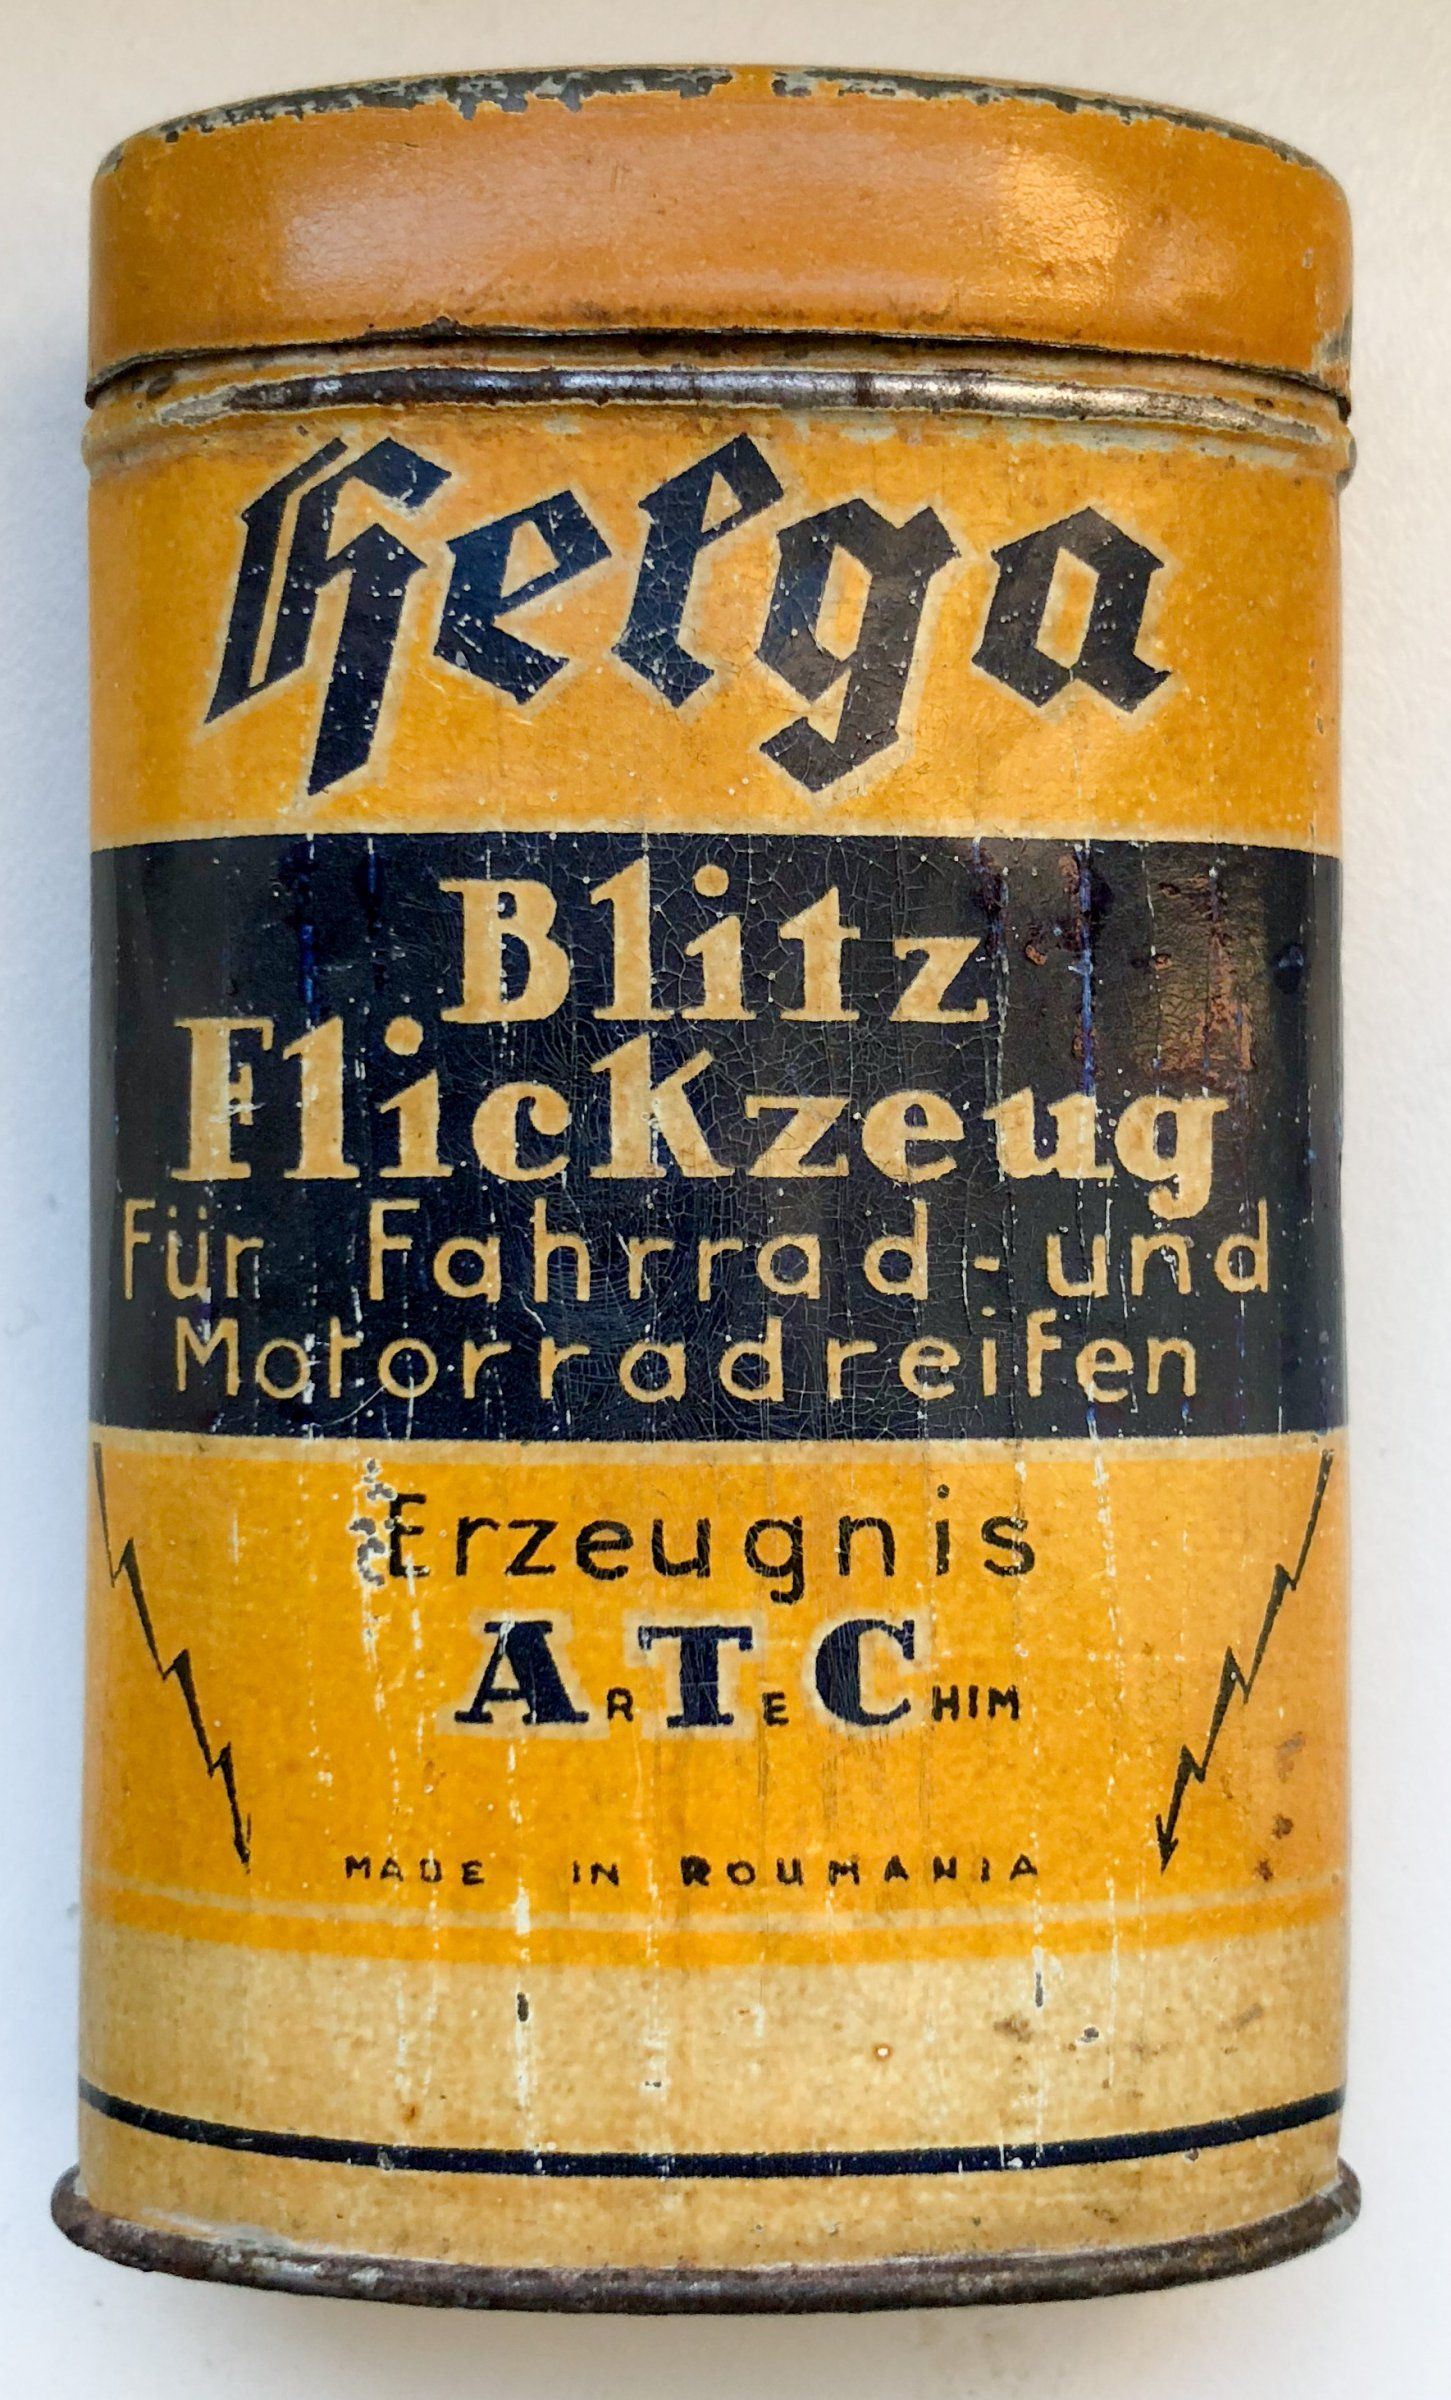 Helga
Blitz
Flickzeug
Für Fahrrad-und
Motorradreifen
Erzeugnis
ARTECHIM
MADE IN ROUMANIA